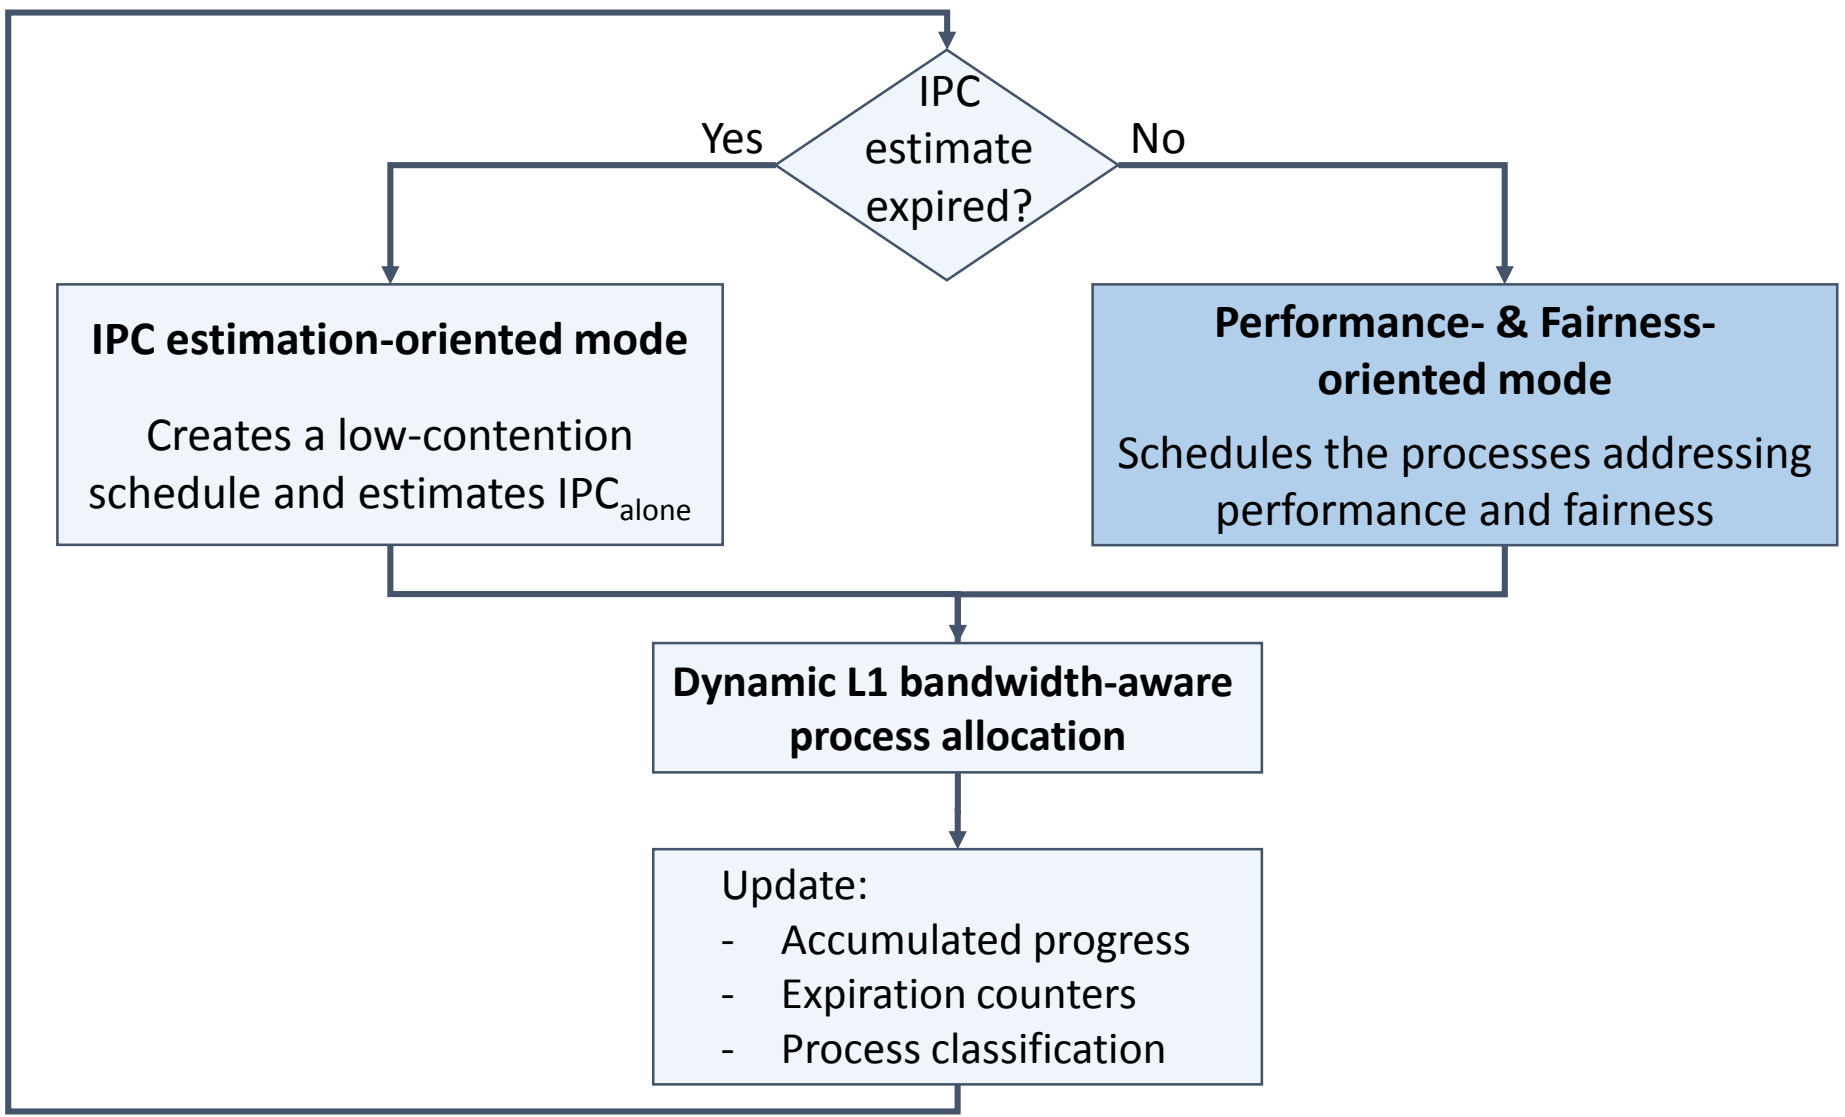 IPC
estimate
expired?
Yes
No
IPC estimation-oriented mode
Creates a low-contention
schedule and estimates IPCalone
Performance- & Fairness-
oriented mode
Schedules the processes addressing
performance and fairness
Dynamic L1 bandwidth-aware
process allocation
Update:
- Accumulated progress
- Expiration counters
- Process classification